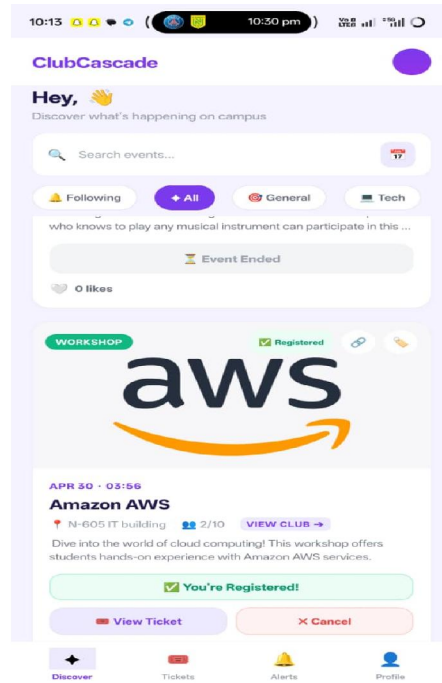 10:13
10:30 pm
Vo LTE
5G
ClubCascade
Hey, 👋
Discover what's happening on campus
🔍 Search events...
🔔 Following
✦ All
🎯 General
💻 Tech
who knows to play any musical instrument can participate in this ...
⏳ Event Ended
🤍 0 likes
WORKSHOP
✅ Registered
aws
APR 30 · 03:56
Amazon AWS
📍 N-605 IT building 👥 2/10 VIEW CLUB →
Dive into the world of cloud computing! This workshop offers
students hands-on experience with Amazon AWS services.
✅ You're Registered!
🎟 View Ticket
✕ Cancel
Discover
Tickets
Alerts
Profile